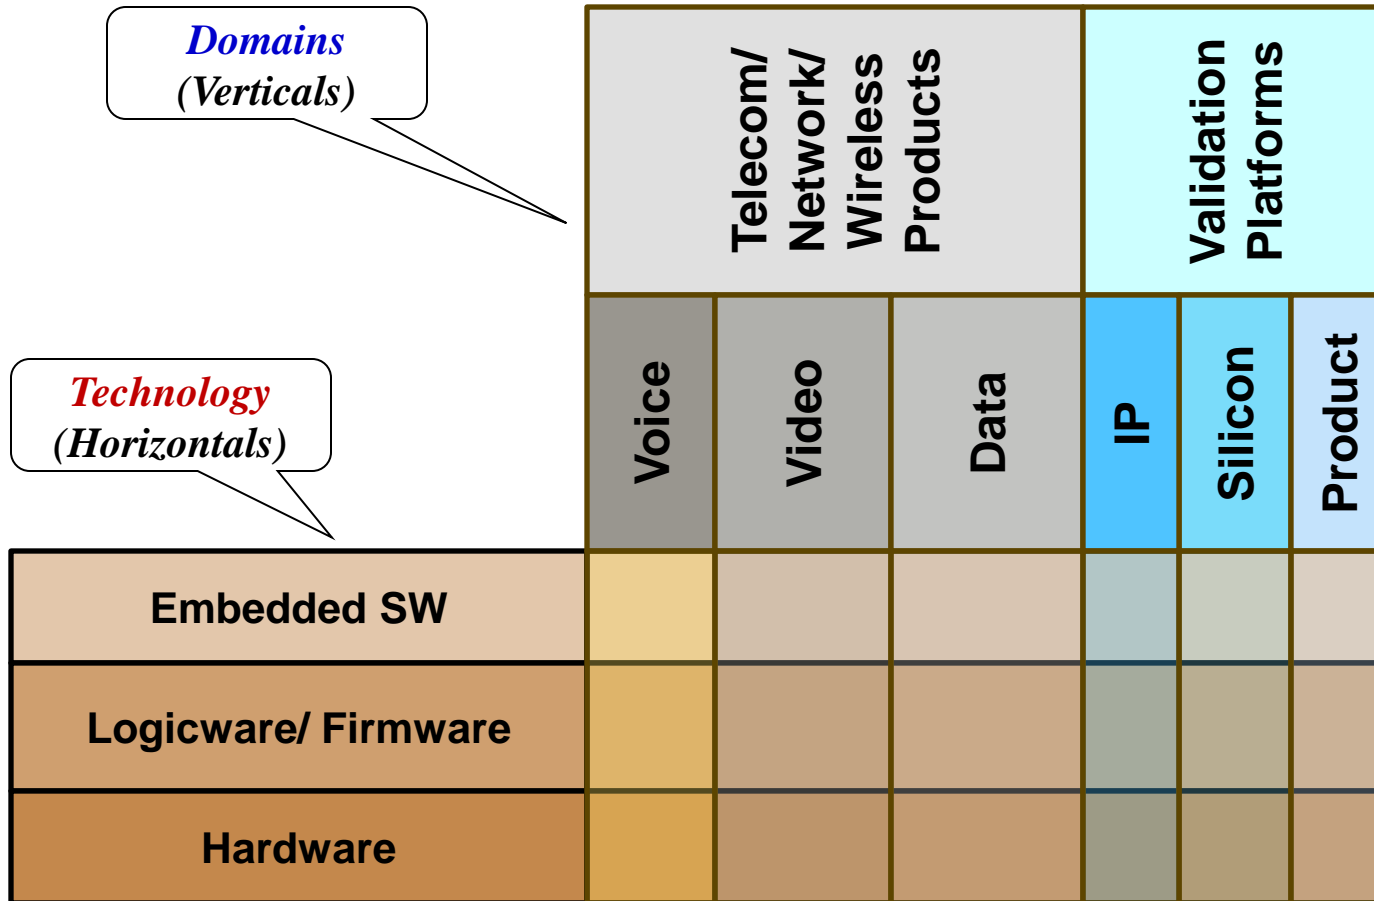 Domains
(Verticals)
Telecom/
Network/
Wireless
Products
Validation
Platforms
Technology
(Horizontals)
Voice
Video
Data
IP
Silicon
Product
Embedded SW
Logicware/ Firmware
Hardware